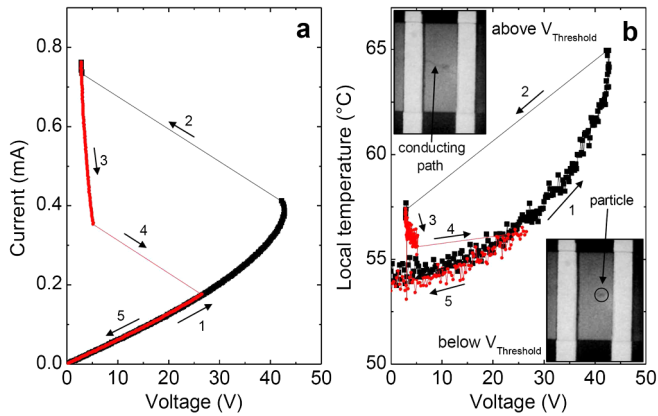 a
Current (mA)
0.8
0.6
0.4
0.2
0.0
0
10
20
30
40
50
Voltage (V)
1
2
3
4
5
b
Local temperature (°C)
65
60
55
50
0
10
20
30
40
50
Voltage (V)
above VThreshold
conducting
path
2
3
4
1
5
particle
below VThreshold